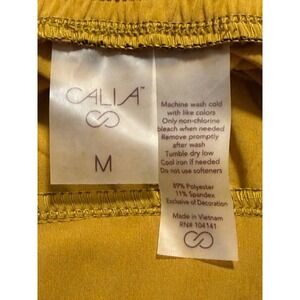 CALIA™
M
Machine wash cold
with like colors
Only non-chlorine
bleach when needed
Remove promptly
after wash
Tumble dry low
Cool iron if needed
Do not use softeners
89% Polyester
11% Spandex
Exclusive of Decoration
Made in Vietnam
RN# 104141